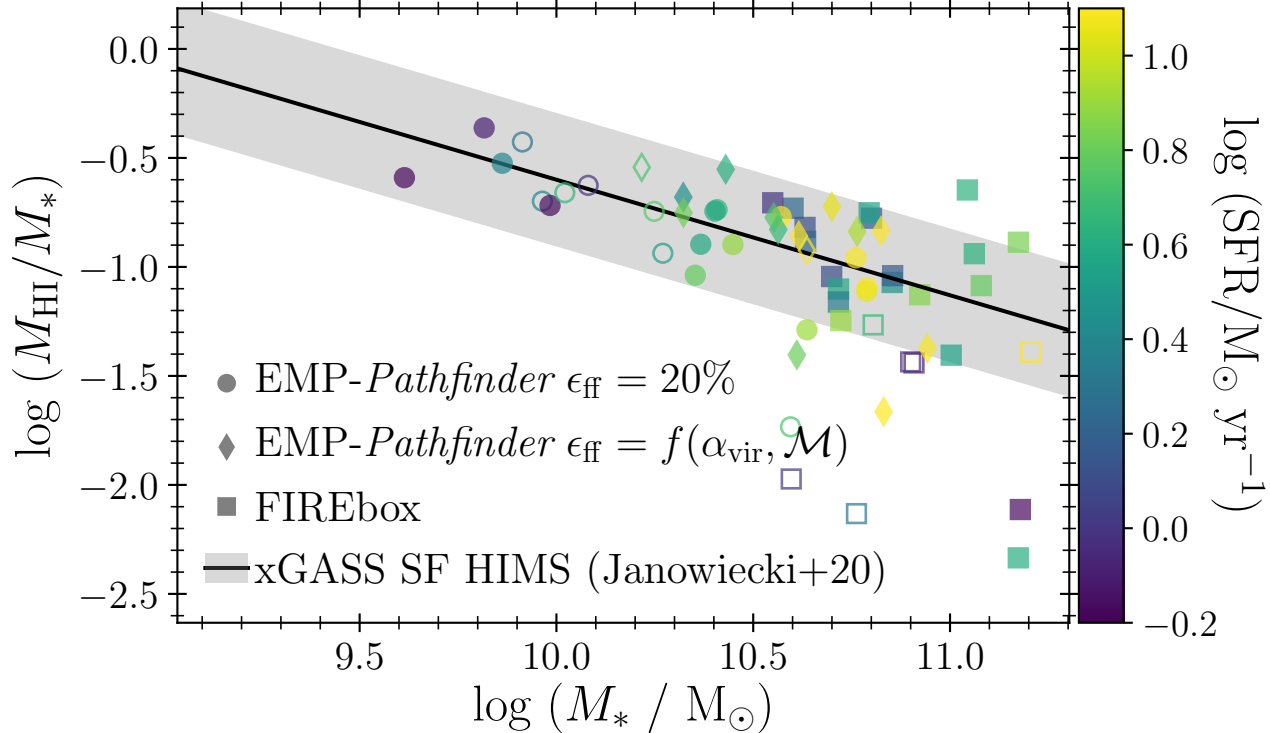 log (M_HI/M_*)
0.0
−0.5
−1.0
−1.5
−2.0
−2.5
EMP-Pathfinder ϵ_ff = 20%
EMP-Pathfinder ϵ_ff = f(α_vir, ℳ)
FIREbox
xGASS SF HIMS (Janowiecki+20)
9.5 10.0 10.5 11.0
log (M_* / M_⊙)
1.0
0.8
0.6
0.4
0.2
0.0
−0.2
log (SFR/M_⊙ yr^−1)